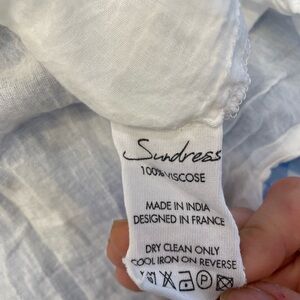 Sundress
100% VISCOSE
MADE IN INDIA
DESIGNED IN FRANCE
DRY CLEAN ONLY
COOL IRON ON REVERSE
P